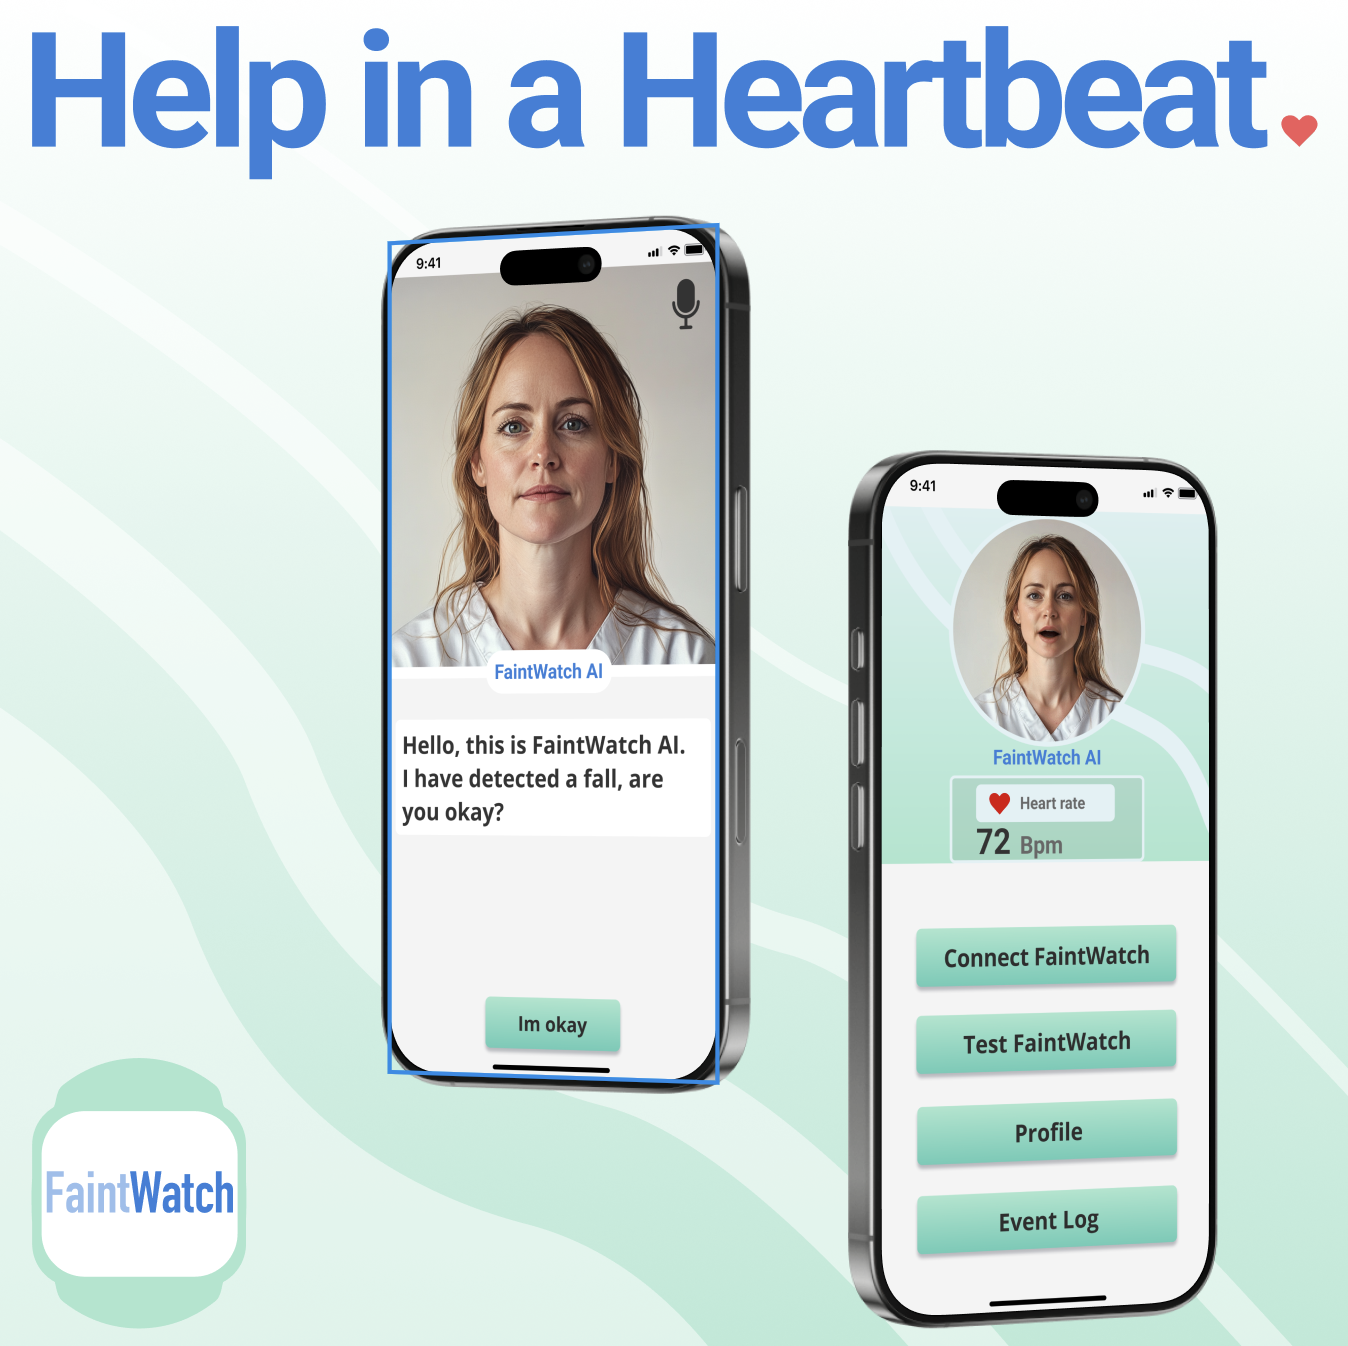 Help in a Heartbeat
9:41
FaintWatch AI
Hello, this is FaintWatch AI.
I have detected a fall, are
you okay?
Im okay
9:41
FaintWatch AI
Heart rate
72 Bpm
Connect FaintWatch
Test FaintWatch
Profile
Event Log
FaintWatch